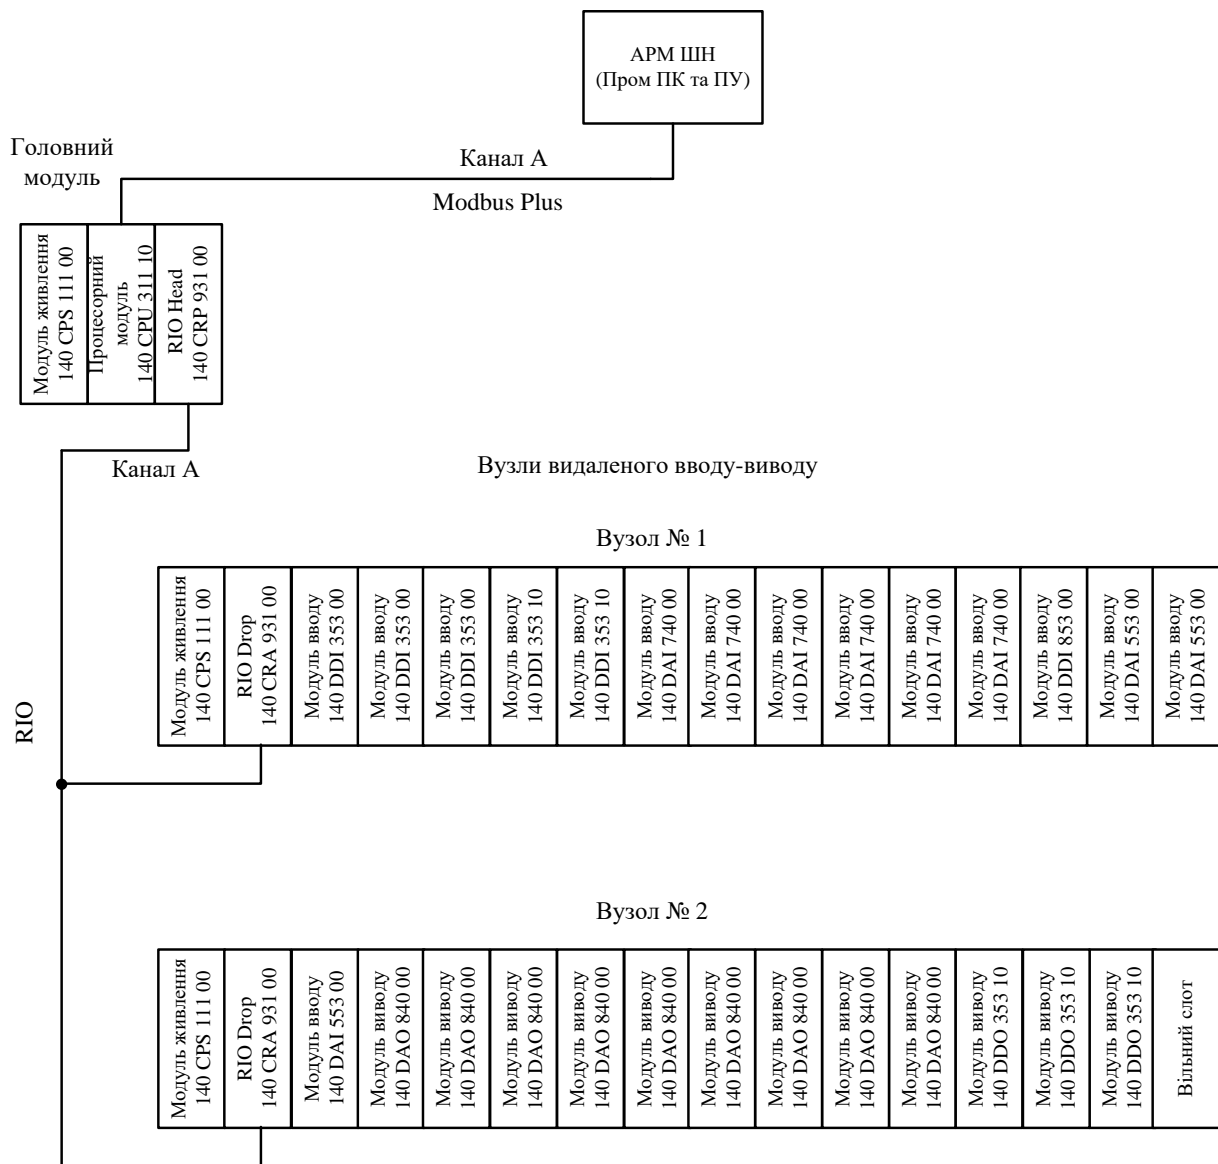 АРМ ШН
(Пром ПК та ПУ)
Головний
модуль
Канал А
Modbus Plus
Модуль живлення
140 CPS 111 00
Процесорний
модуль
140 CPU 311 10
RIO Head
140 CRP 931 00
Канал А
Вузли видаленого вводу-виводу
RIO
Вузол № 1
Модуль живлення
140 CPS 111 00
RIO Drop
140 CRA 931 00
Модуль вводу
140 DDI 353 00
Модуль вводу
140 DDI 353 00
Модуль вводу
140 DDI 353 00
Модуль вводу
140 DDI 353 10
Модуль вводу
140 DDI 353 10
Модуль вводу
140 DAI 740 00
Модуль вводу
140 DAI 740 00
Модуль вводу
140 DAI 740 00
Модуль вводу
140 DAI 740 00
Модуль вводу
140 DAI 740 00
Модуль вводу
140 DAI 740 00
Модуль вводу
140 DDI 853 00
Модуль вводу
140 DAI 553 00
Модуль вводу
140 DAI 553 00
Вузол № 2
Модуль живлення
140 CPS 111 00
RIO Drop
140 CRA 931 00
Модуль вводу
140 DAI 553 00
Модуль виводу
140 DAO 840 00
Модуль виводу
140 DAO 840 00
Модуль виводу
140 DAO 840 00
Модуль виводу
140 DAO 840 00
Модуль виводу
140 DAO 840 00
Модуль виводу
140 DAO 840 00
Модуль виводу
140 DAO 840 00
Модуль виводу
140 DAO 840 00
Модуль виводу
140 DAO 840 00
Модуль виводу
140 DDO 353 10
Модуль виводу
140 DDO 353 10
Модуль виводу
140 DDO 353 10
Вільний слот